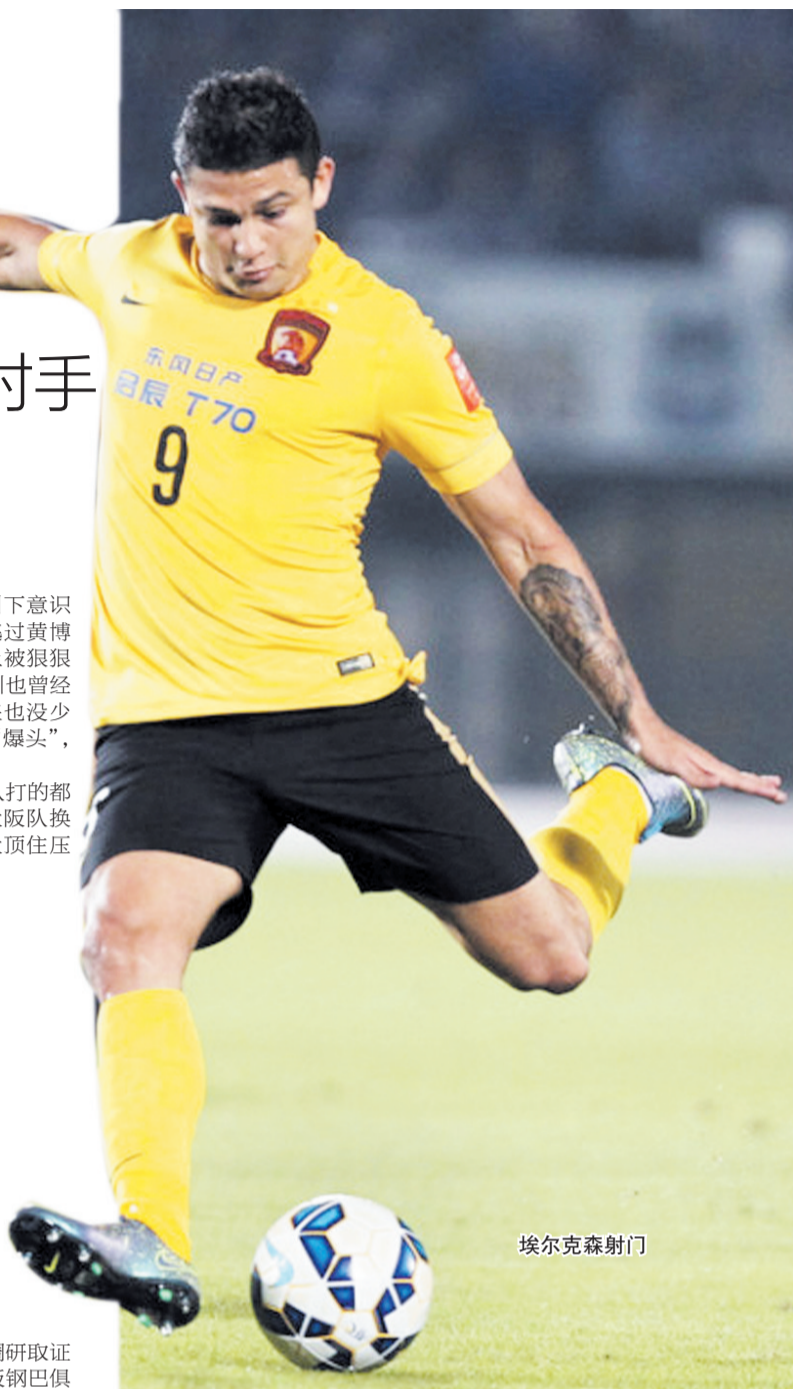 对手
东风日产
启辰 T70
9
下意识
过黄博
被狠狠
也曾经
也没少
爆头”，
打的都
阪队换
顶住压
埃尔克森射门
研取证
钢巴俱